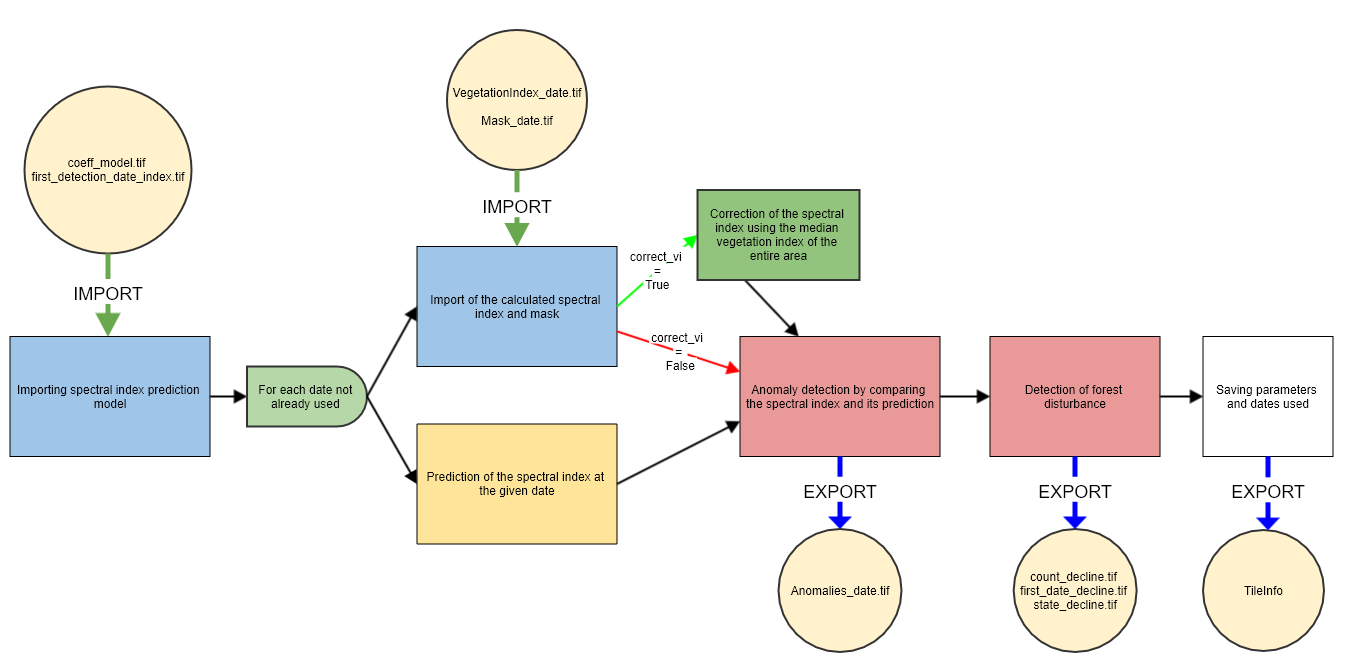 VegetationIndex_date.tif
Mask_date.tif
coeff_model.tif
first_detection_date_index.tif
IMPORT
IMPORT
Correction of the spectral
index using the median
vegetation index of the
entire area
correct_vi
=
True
Import of the calculated spectral
index and mask
correct_vi
=
False
Importing spectral index prediction
model
For each date not
already used
Anomaly detection by comparing
the spectral index and its prediction
Detection of forest
disturbance
Saving parameters
and dates used
Prediction of the spectral index at
the given date
EXPORT
EXPORT
EXPORT
Anomalies_date.tif
count_decline.tif
first_date_decline.tif
state_decline.tif
TileInfo